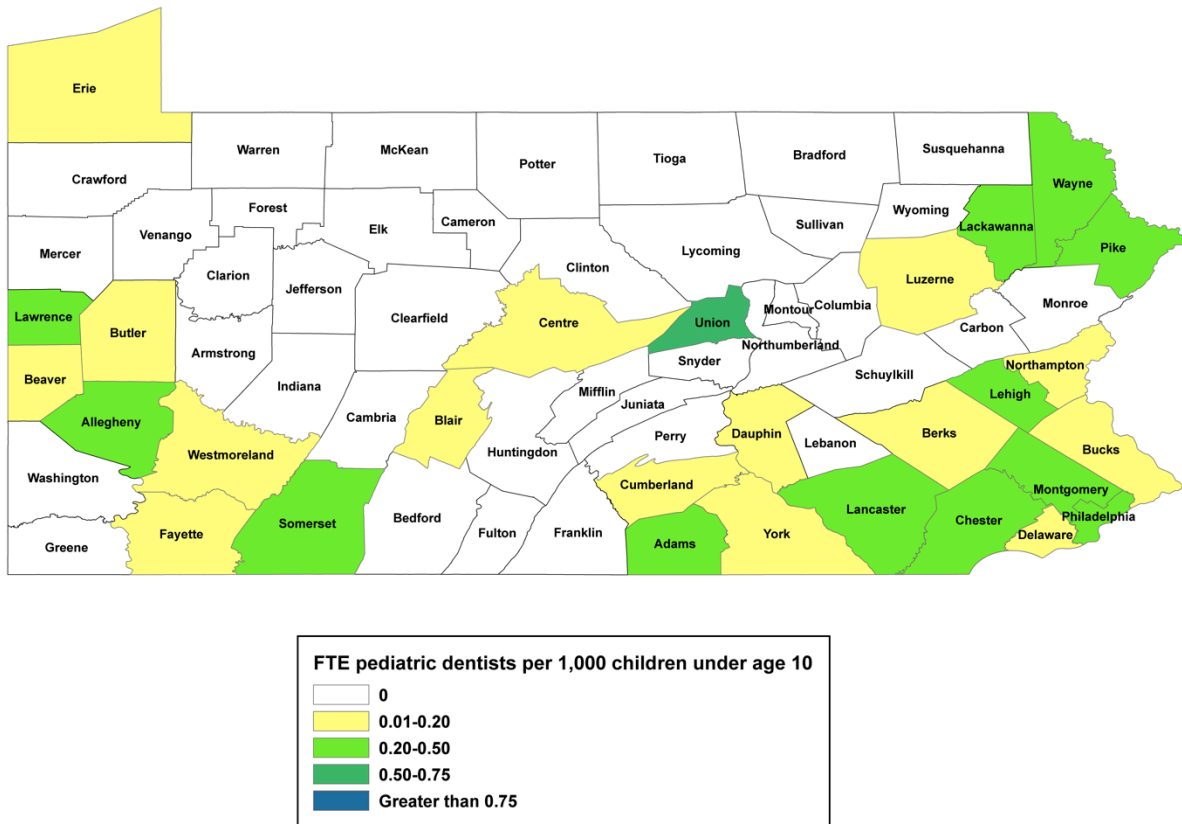 Erie
Warren
McKean
Potter
Tioga
Bradford
Susquehanna
Crawford
Wayne
Forest
Cameron
Wyoming
Lackawanna
Venango
Elk
Sullivan
Mercer
Lycoming
Pike
Clarion
Clinton
Jefferson
Luzerne
Monroe
Lawrence
Clearfield
Centre
Union
Montour
Columbia
Butler
Carbon
Northumberland
Armstrong
Snyder
Northampton
Beaver
Indiana
Mifflin
Schuylkill
Lehigh
Juniata
Cambria
Blair
Allegheny
Perry
Dauphin
Lebanon
Berks
Bucks
Westmoreland
Huntingdon
Washington
Cumberland
Montgomery
Lancaster
Philadelphia
Somerset
Chester
Bedford
Fulton
Franklin
York
Delaware
Fayette
Adams
Greene
FTE pediatric dentists per 1,000 children under age 10
0
0.01-0.20
0.20-0.50
0.50-0.75
Greater than 0.75